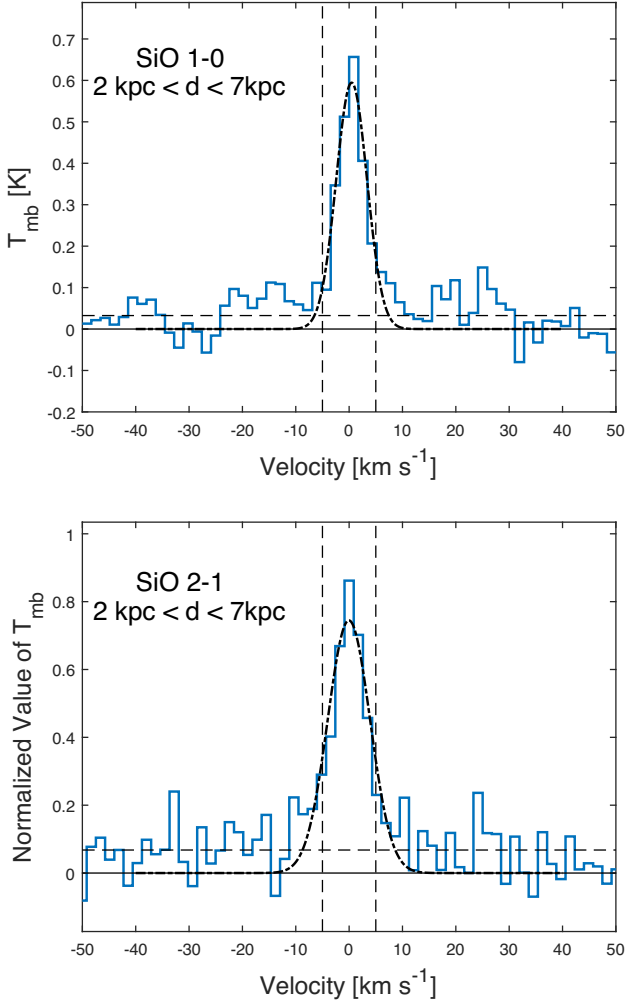 0.7
0.6
0.5
0.4
0.3
0.2
0.1
0
-0.1
-0.2
T_mb [K]
SiO 1-0
2 kpc < d < 7kpc
-50 -40 -30 -20 -10 0 10 20 30 40 50
Velocity [km s^-1]
1
0.8
0.6
0.4
0.2
0
Normalized Value of T_mb
SiO 2-1
2 kpc < d < 7kpc
-50 -40 -30 -20 -10 0 10 20 30 40 50
Velocity [km s^-1]